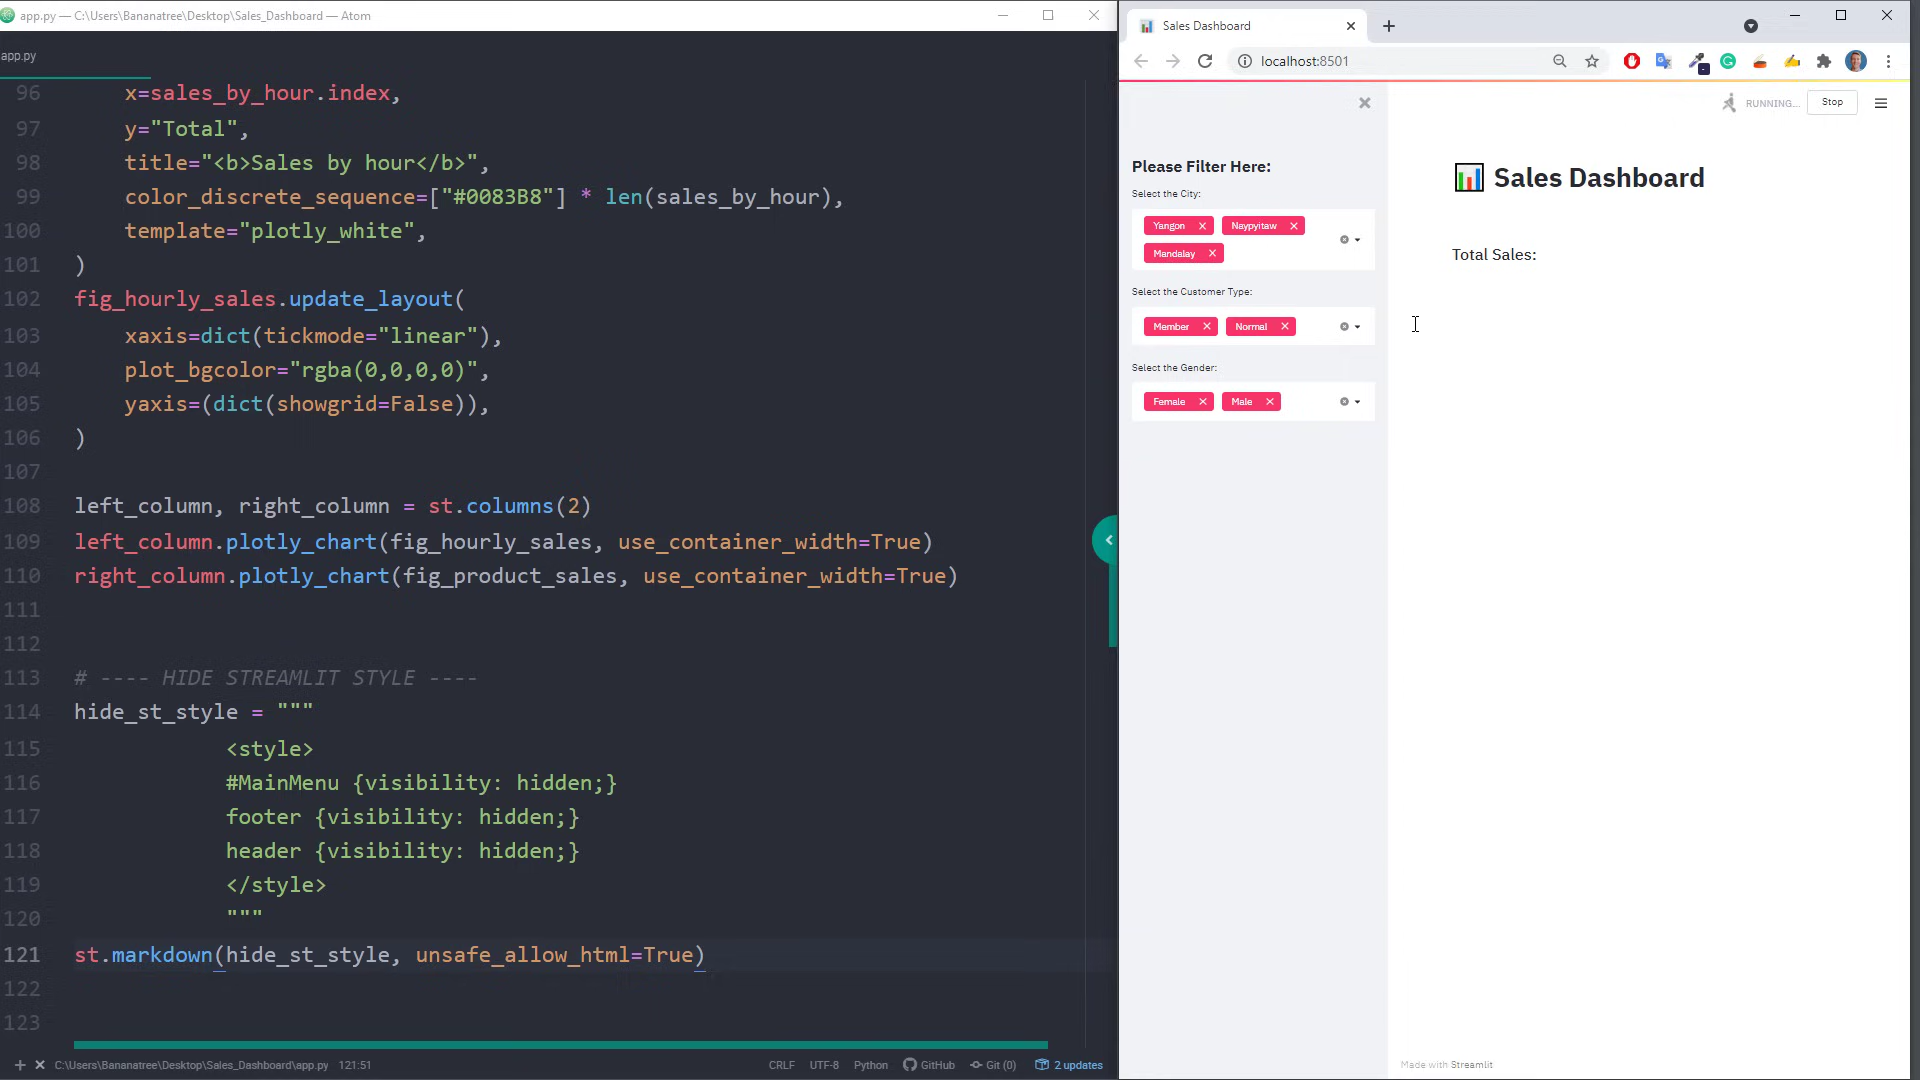 app.py — C:\Users\Bananatree\Desktop\Sales_Dashboard — Atom
app.py
96 x=sales_by_hour.index,
97 y="Total",
98 title="<b>Sales by hour</b>",
99 color_discrete_sequence=["#0083B8"] * len(sales_by_hour),
100 template="plotly_white",
101 )
102 fig_hourly_sales.update_layout(
103 xaxis=dict(tickmode="linear"),
104 plot_bgcolor="rgba(0,0,0,0)",
105 yaxis=(dict(showgrid=False)),
106 )
107
108 left_column, right_column = st.columns(2)
109 left_column.plotly_chart(fig_hourly_sales, use_container_width=True)
110 right_column.plotly_chart(fig_product_sales, use_container_width=True)
111
112
113 # ---- HIDE STREAMLIT STYLE ----
114 hide_st_style = """
115 <style>
116 #MainMenu {visibility: hidden;}
117 footer {visibility: hidden;}
118 header {visibility: hidden;}
119 </style>
120 """
121 st.markdown(hide_st_style, unsafe_allow_html=True)
122
123
C:\Users\Bananatree\Desktop\Sales_Dashboard\app.py 121:51 CRLF UTF-8 Python GitHub Git (0) 2 updates
Sales Dashboard
localhost:8501
RUNNING... Stop
Please Filter Here:
Select the City:
Yangon Naypyitaw
Mandalay
Select the Customer Type:
Member Normal
Select the Gender:
Female Male
Sales Dashboard
Total Sales:
Made with Streamlit